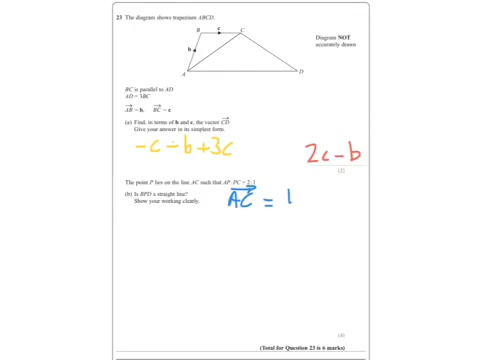 23 The diagram shows trapezium ABCD.
B c C
Diagram NOT
accurately drawn
b
A D
BC is parallel to AD
AD = 3BC
AB = b, BC = c
(a) Find, in terms of b and c, the vector CD
Give your answer in its simplest form.
-c - b + 3c
2c - b
(2)
The point P lies on the line AC such that AP : PC = 2 : 1
(b) Is BPD a straight line?
Show your working clearly.
AC =
(4)
(Total for Question 23 is 6 marks)